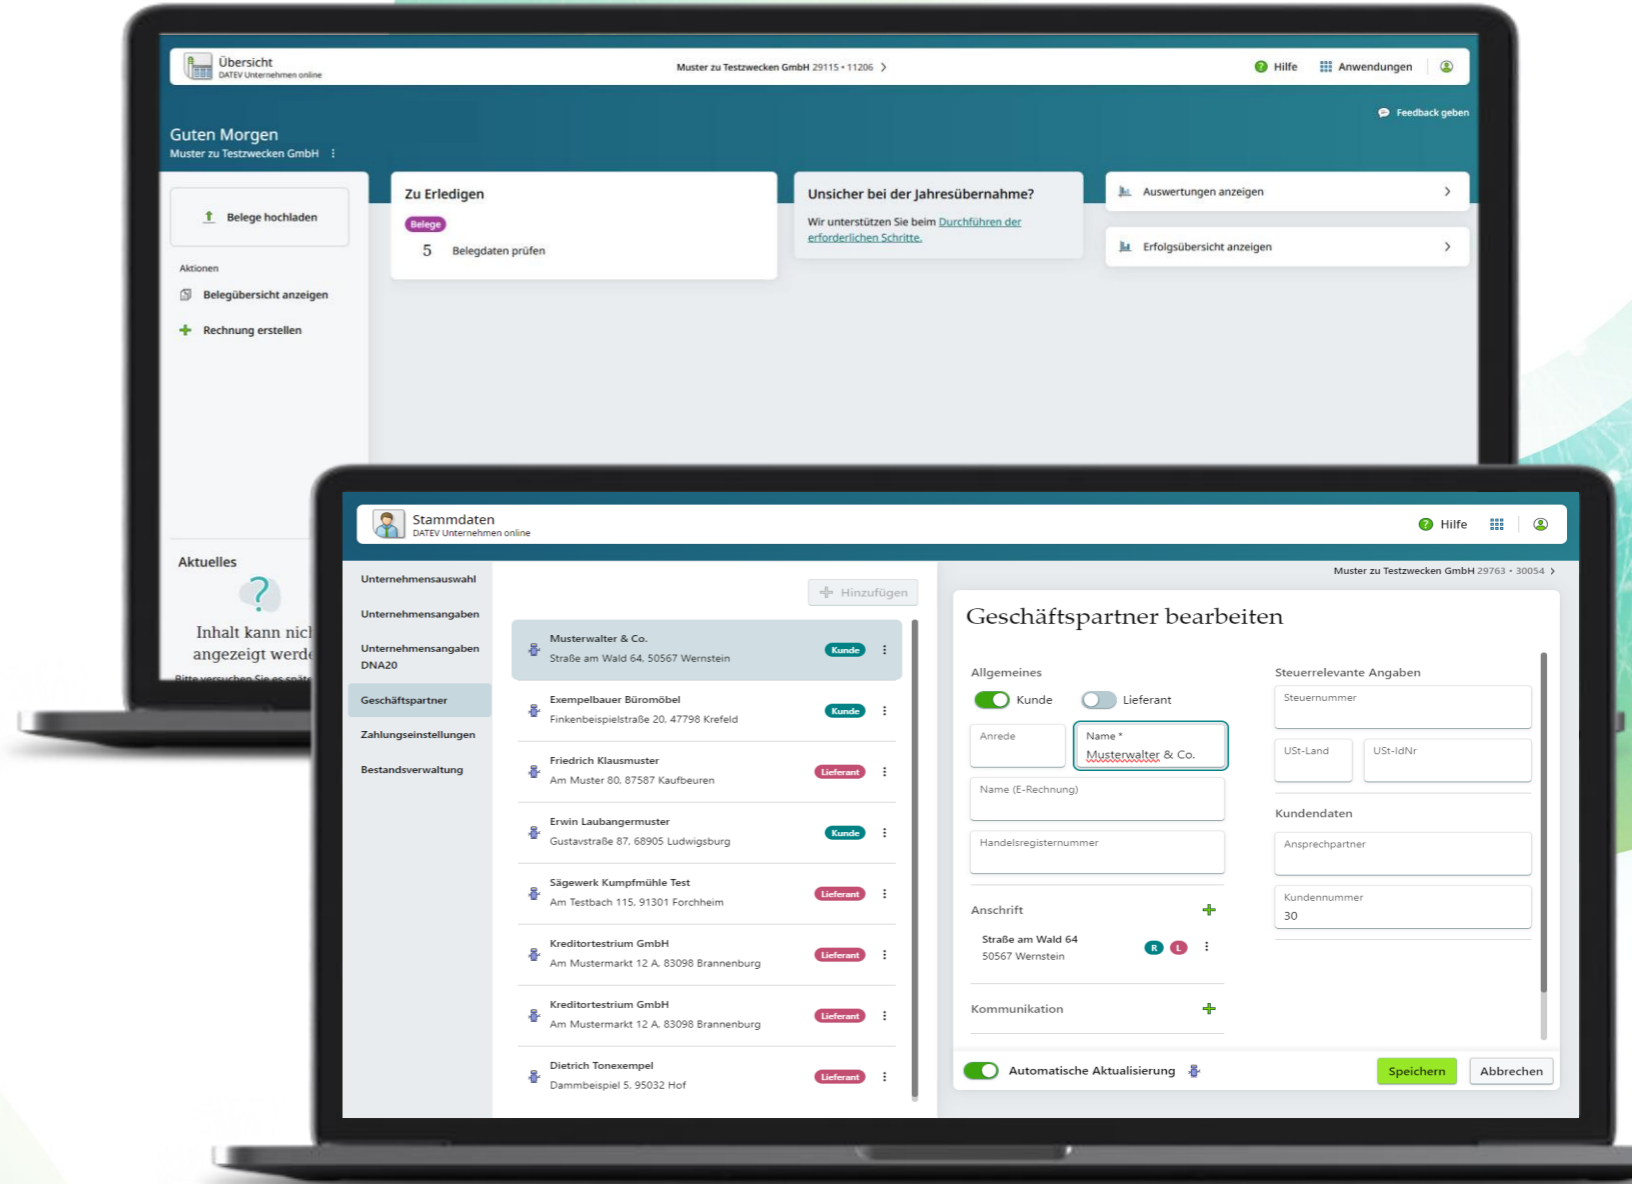 Übersicht
DATEV Unternehmen online
Muster zu Testzwecken GmbH 29115 • 11206
Hilfe
Anwendungen
Feedback geben
Guten Morgen
Muster zu Testzwecken GmbH
Belege hochladen
Aktionen
Belegübersicht anzeigen
Rechnung erstellen
Zu Erledigen
Belege
5 Belegdaten prüfen
Unsicher bei der Jahresübernahme?
Wir unterstützen Sie beim Durchführen der
erforderlichen Schritte.
Auswertungen anzeigen
Erfolgsübersicht anzeigen
Aktuelles
Inhalt kann
angezeigt
Bitte versuchen Sie es
Stammdaten
DATEV Unternehmen online
Hilfe
Muster zu Testzwecken GmbH 29763 • 30054
Unternehmensauswahl
Unternehmensangaben
Unternehmensangaben
DNA20
Geschäftspartner
Zahlungseinstellungen
Bestandsverwaltung
Hinzufügen
Musterwalter & Co.
Straße am Wald 64, 50567 Wernstein
Kunde
Exempelbauer Büromöbel
Finkenbeispielstraße 20, 47798 Krefeld
Kunde
Friedrich Klausmuster
Am Muster 80, 87587 Kaufbeuren
Lieferant
Erwin Laubangermuster
Gustavstraße 87, 68905 Ludwigsburg
Kunde
Sägewerk Kumpfmühle Test
Am Testbach 115, 91301 Forchheim
Lieferant
Kreditortestrium GmbH
Am Mustermarkt 12 A, 83098 Brannenburg
Lieferant
Kreditortestrium GmbH
Am Mustermarkt 12 A, 83098 Brannenburg
Lieferant
Dietrich Tonexempel
Dammbeispiel 5, 95032 Hof
Lieferant
Geschäftspartner bearbeiten
Allgemeines
Kunde
Lieferant
Anrede
Name *
Musterwalter & Co.
Name (E-Rechnung)
Handelsregisternummer
Anschrift
Straße am Wald 64
50567 Wernstein
R L
Kommunikation
Steuerrelevante Angaben
Steuernummer
USt-Land
USt-IdNr
Kundendaten
Ansprechpartner
Kundennummer
30
Automatische Aktualisierung
Speichern
Abbrechen